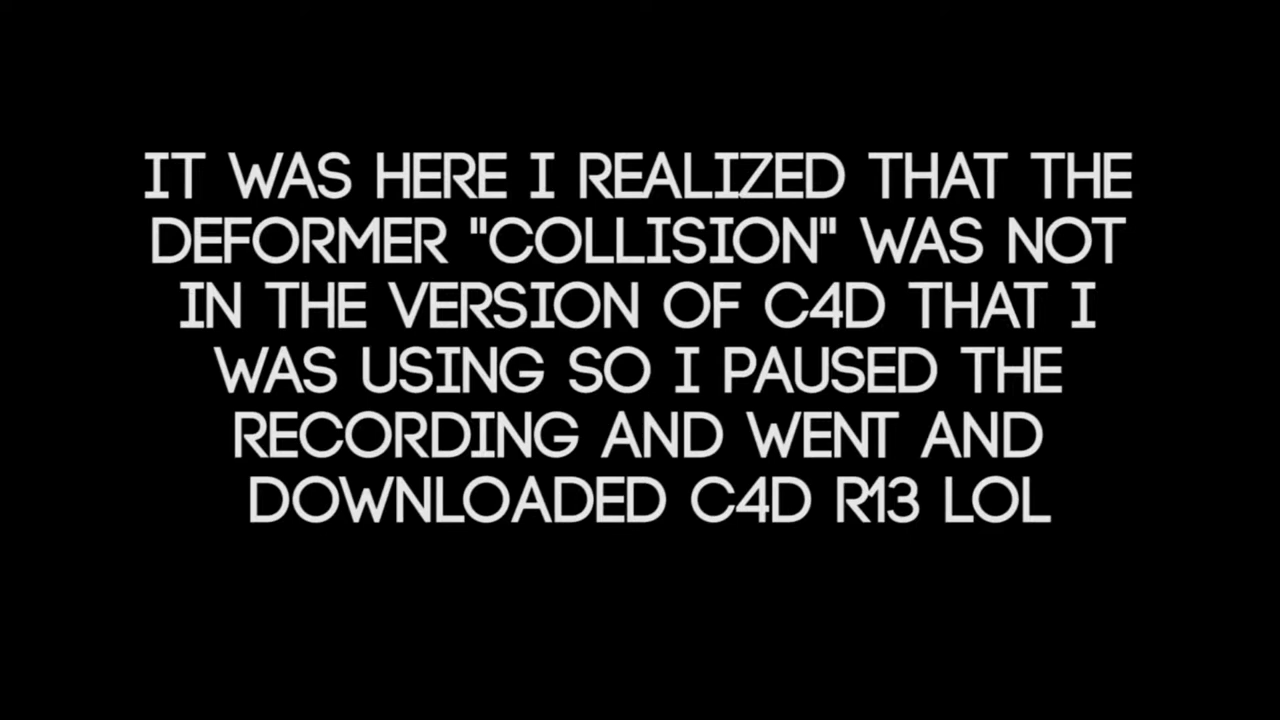 IT WAS HERE I REALIZED THAT THE
DEFORMER "COLLISION" WAS NOT
IN THE VERSION OF C4D THAT I
WAS USING SO I PAUSED THE
RECORDING AND WENT AND
DOWNLOADED C4D R13 LOL